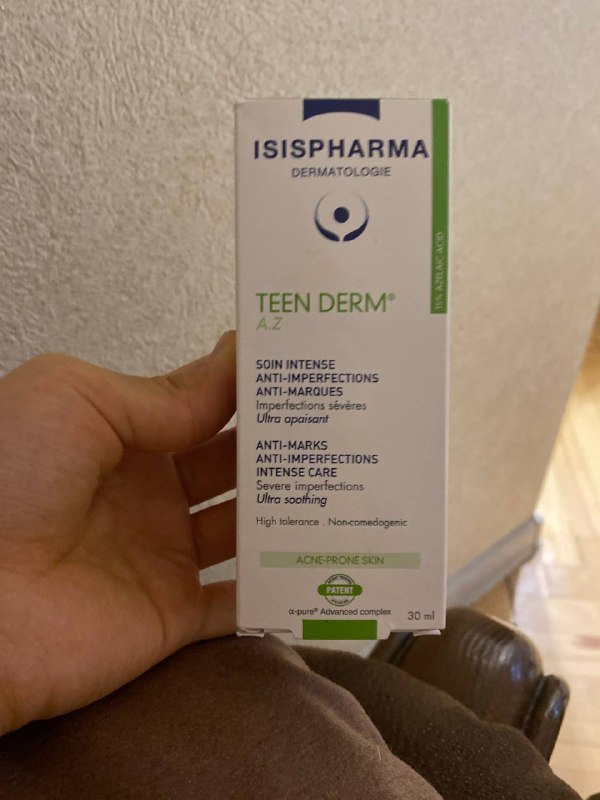 ISISPHARMA
DERMATOLOGIE
15% AZELAIC ACID
TEEN DERM®
A.Z
SOIN INTENSE
ANTI-IMPERFECTIONS
ANTI-MARQUES
Imperfections sévères
Ultra apaisant
ANTI-MARKS
ANTI-IMPERFECTIONS
INTENSE CARE
Severe imperfections
Ultra soothing
High tolerance . Non-comedogenic
ACNE-PRONE SKIN
PATENT
α-pure® Advanced complex
30 ml